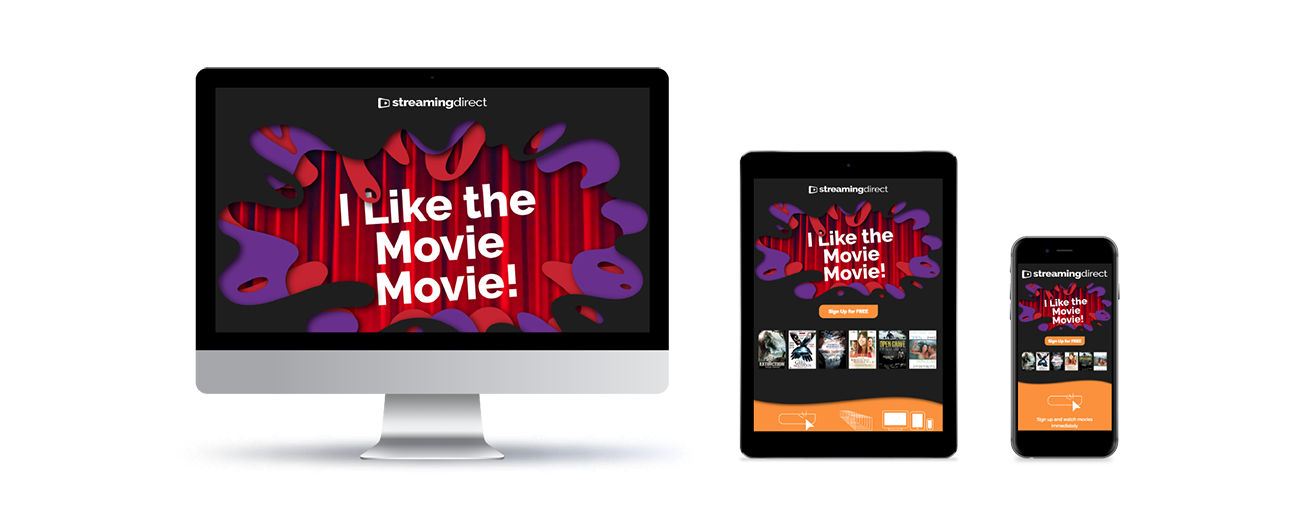 streamingdirect
I Like the
Movie
Movie!
streamingdirect
I Like the
Movie
Movie!
Sign Up for FREE
EXTINCTION
OPEN GRAVE
streamingdirect
I Like the
Movie
Movie!
Sign Up for FREE
Sign up and watch movies
immediately